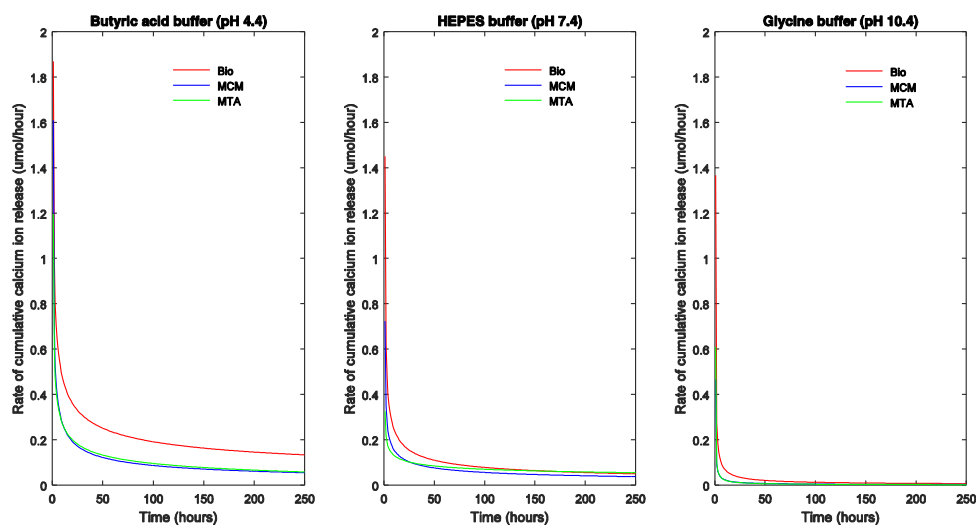 Butyric acid buffer (pH 4.4)
Rate of cumulative calcium ion release (umol/hour)
2
1.8
1.6
1.4
1.2
1
0.8
0.6
0.4
0.2
0
Bio
MCM
MTA
0 50 100 150 200 250
Time (hours)
HEPES buffer (pH 7.4)
Rate of cumulative calcium ion release (umol/hour)
2
1.8
1.6
1.4
1.2
1
0.8
0.6
0.4
0.2
0
Bio
MCM
MTA
0 50 100 150 200 250
Time (hours)
Glycine buffer (pH 10.4)
Rate of cumulative calcium ion release (umol/hour)
2
1.8
1.6
1.4
1.2
1
0.8
0.6
0.4
0.2
0
Bio
MCM
MTA
0 50 100 150 200 250
Time (hours)